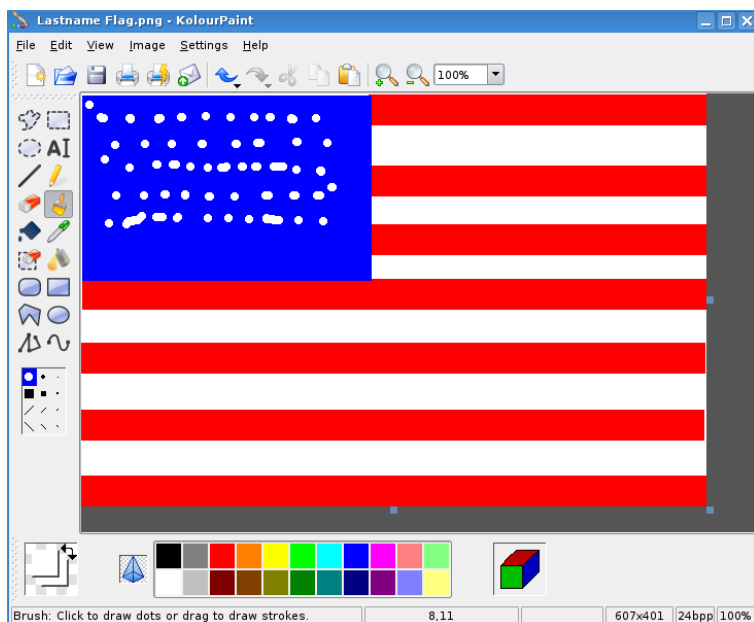 Lastname Flag.png - KolourPaint
File Edit View Image Settings Help
100%
AI
Brush: Click to draw dots or drag to draw strokes. 8,11 607x401 24bpp 100%